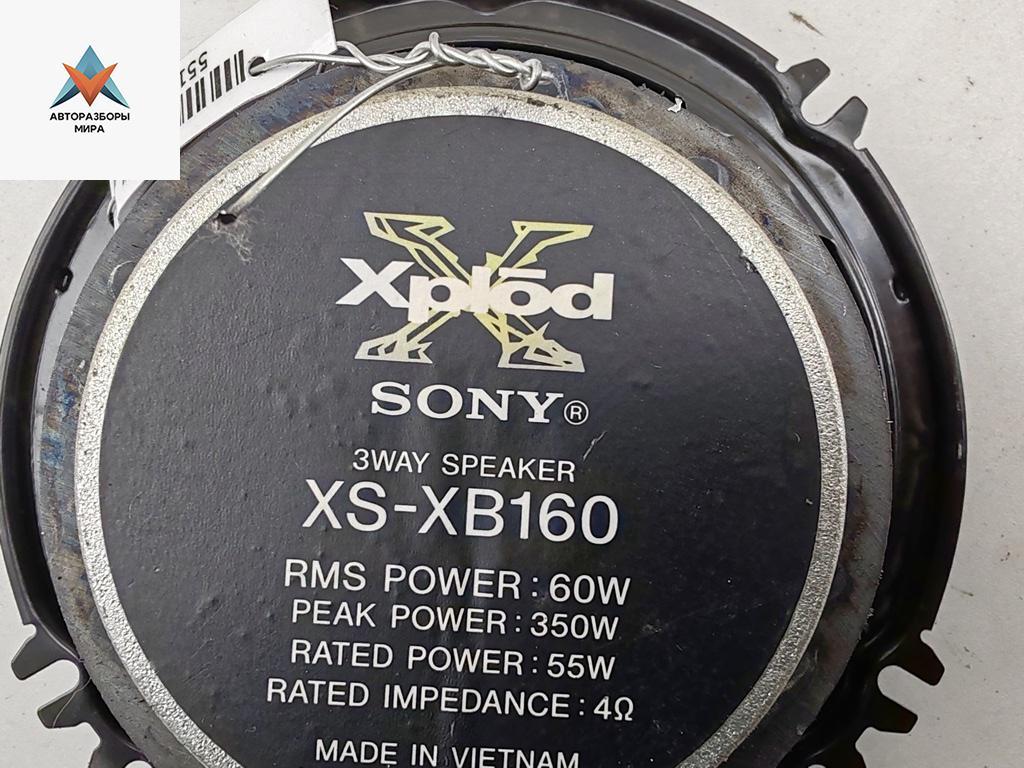 АВТОРАЗБОРЫ
МИРА
Xplōd
SONY®
3WAY SPEAKER
XS-XB160
RMS POWER : 60W
PEAK POWER : 350W
RATED POWER : 55W
RATED IMPEDANCE : 4Ω
MADE IN VIETNAM